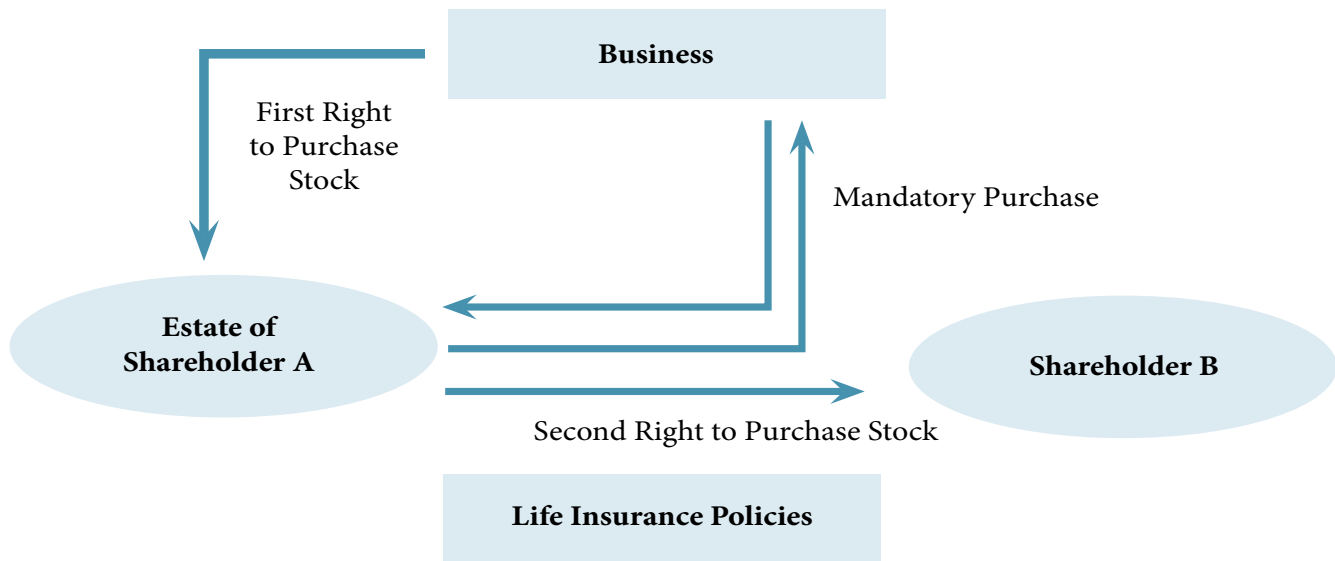 Business
First Right
to Purchase
Stock
Mandatory Purchase
Estate of
Shareholder A
Shareholder B
Second Right to Purchase Stock
Life Insurance Policies